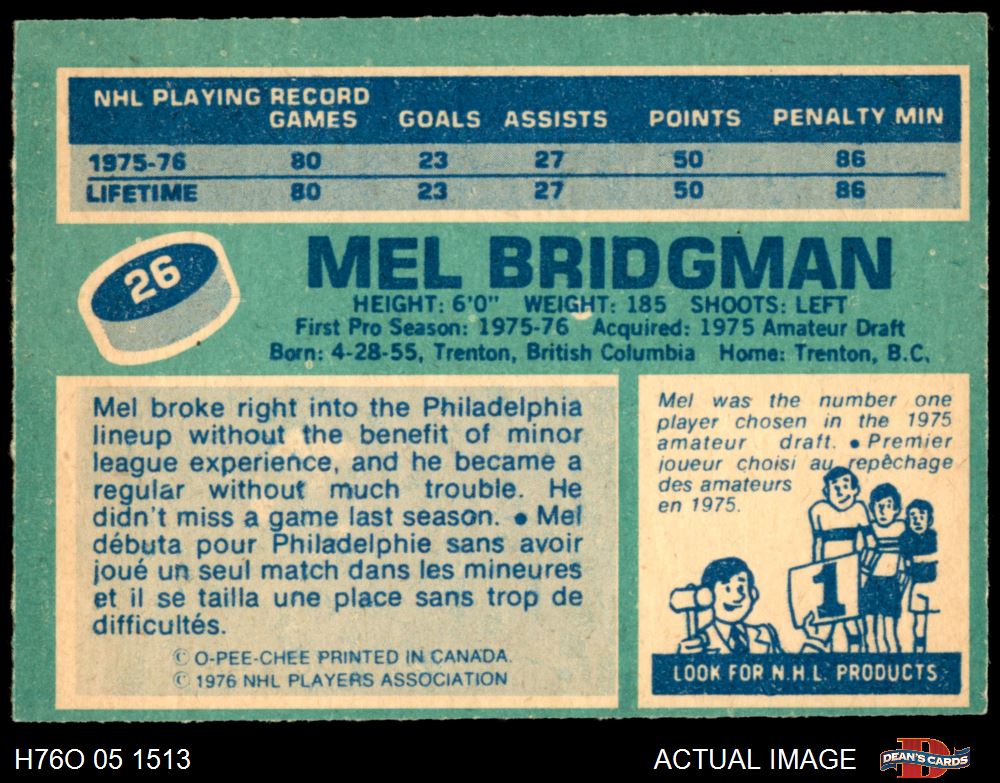 NHL PLAYING RECORD
GAMES GOALS ASSISTS POINTS PENALTY MIN
1975-76 80 23 27 50 86
LIFETIME 80 23 27 50 86
26
MEL BRIDGMAN
HEIGHT: 6'0" WEIGHT: 185 SHOOTS: LEFT
First Pro Season: 1975-76 Acquired: 1975 Amateur Draft
Born: 4-28-55, Trenton, British Columbia Home: Trenton, B.C.
Mel broke right into the Philadelphia
lineup without the benefit of minor
league experience, and he became a
regular without much trouble. He
didn't miss a game last season. • Mel
débuta pour Philadelphie sans avoir
joué un seul match dans les mineures
et il se tailla une place sans trop de
difficultés.
© O-PEE-CHEE PRINTED IN CANADA.
© 1976 NHL PLAYERS ASSOCIATION
Mel was the number one
player chosen in the 1975
amateur draft. • Premier
joueur choisi au repêchage
des amateurs
en 1975.
1
LOOK FOR N.H.L. PRODUCTS
H76O 05 1513
ACTUAL IMAGE
DEAN'S CARDS